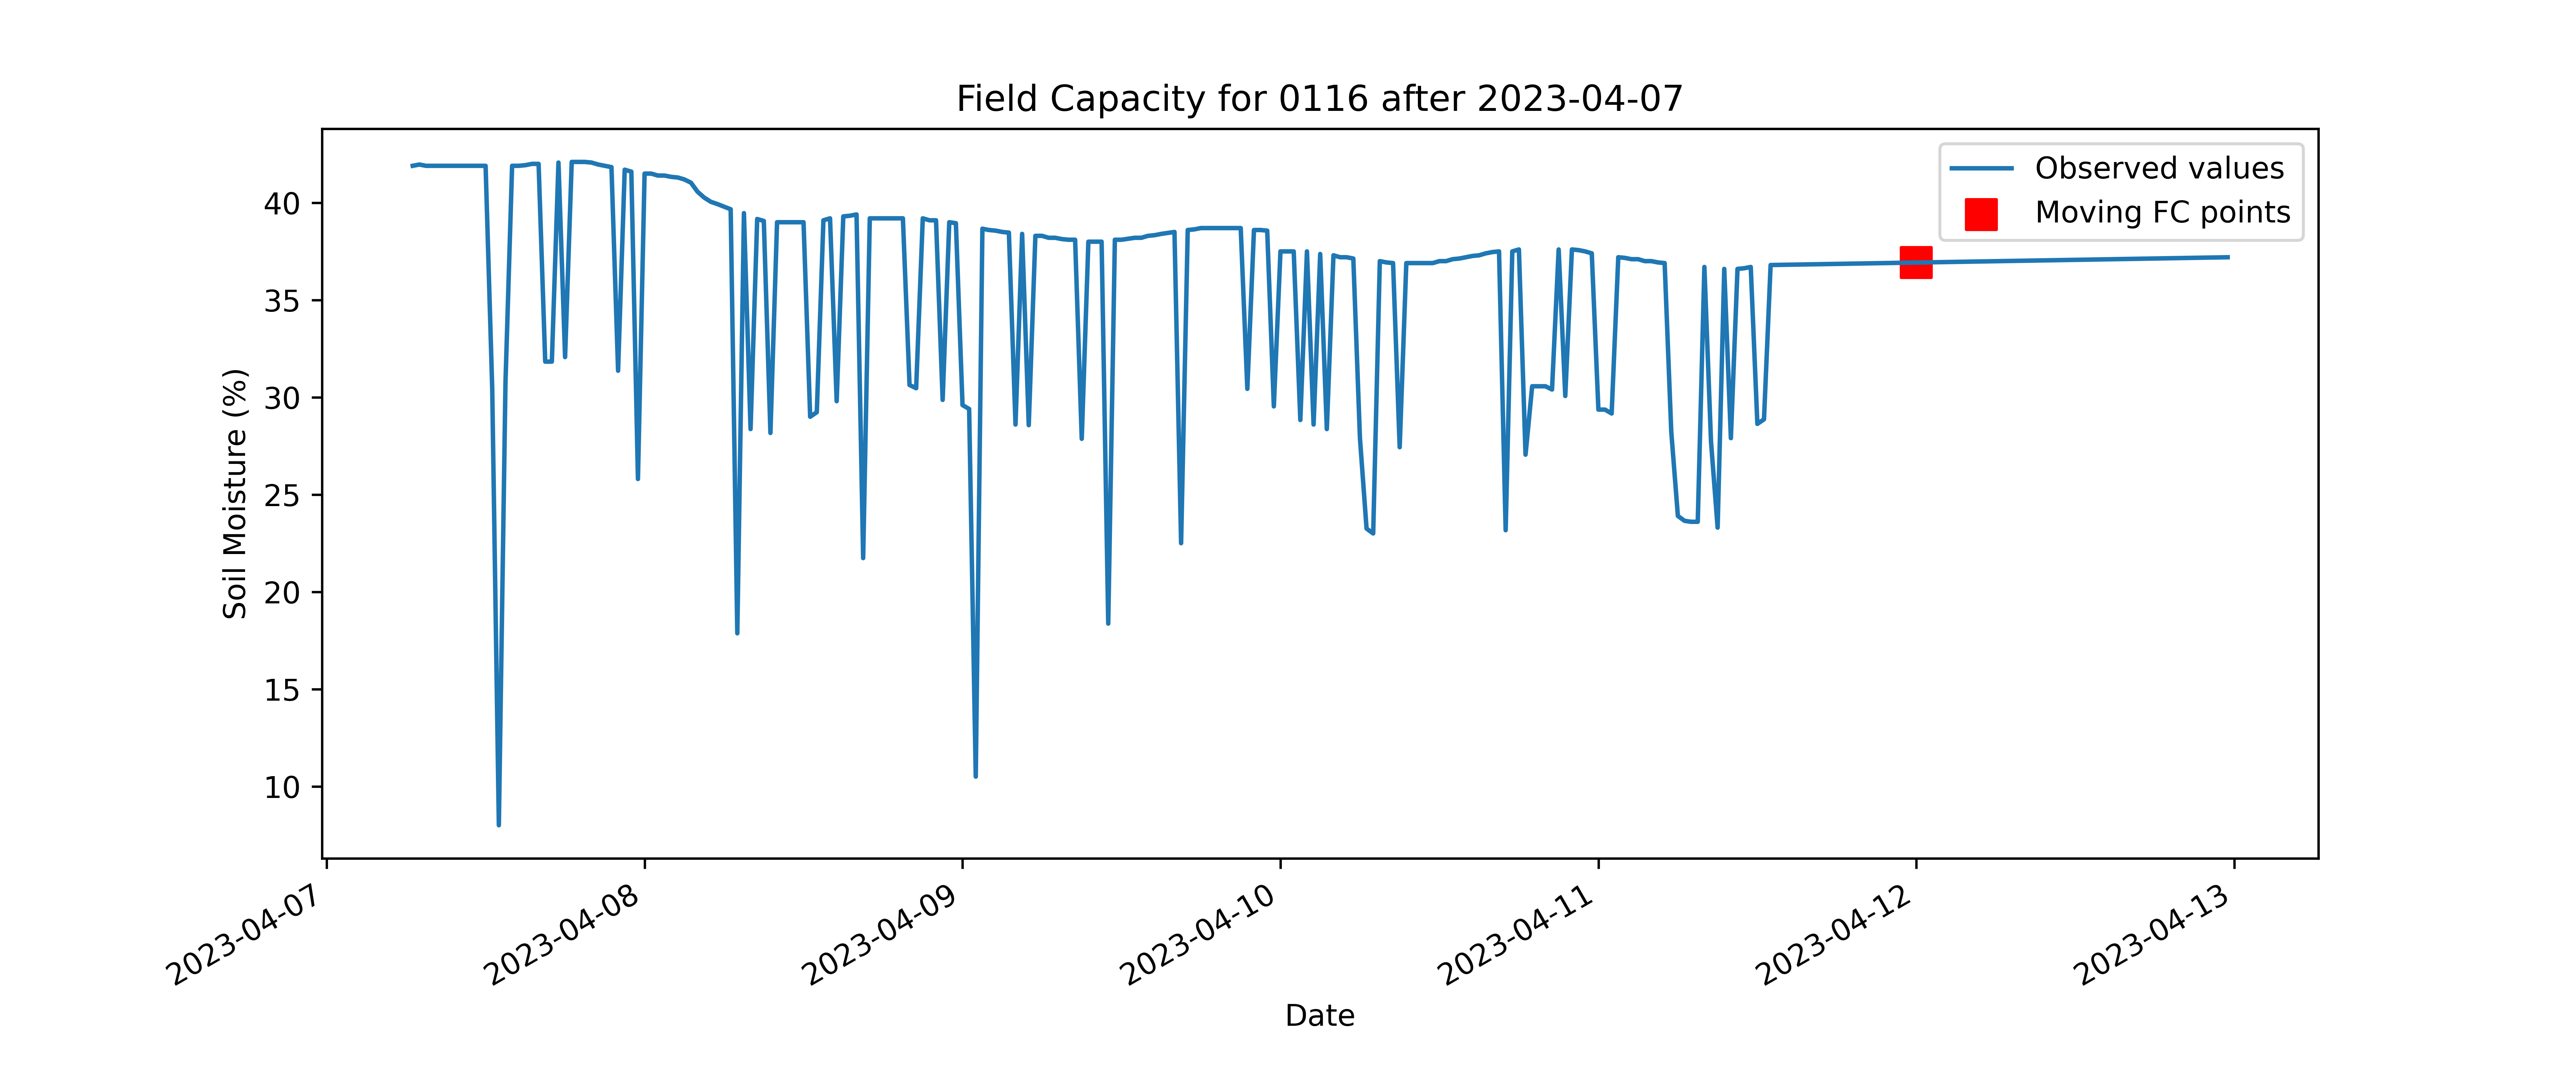 Field Capacity for 0116 after 2023-04-07
Observed values
Moving FC points
Soil Moisture (%)
40
35
30
25
20
15
10
2023-04-07
2023-04-08
2023-04-09
2023-04-10
2023-04-11
2023-04-12
2023-04-13
Date